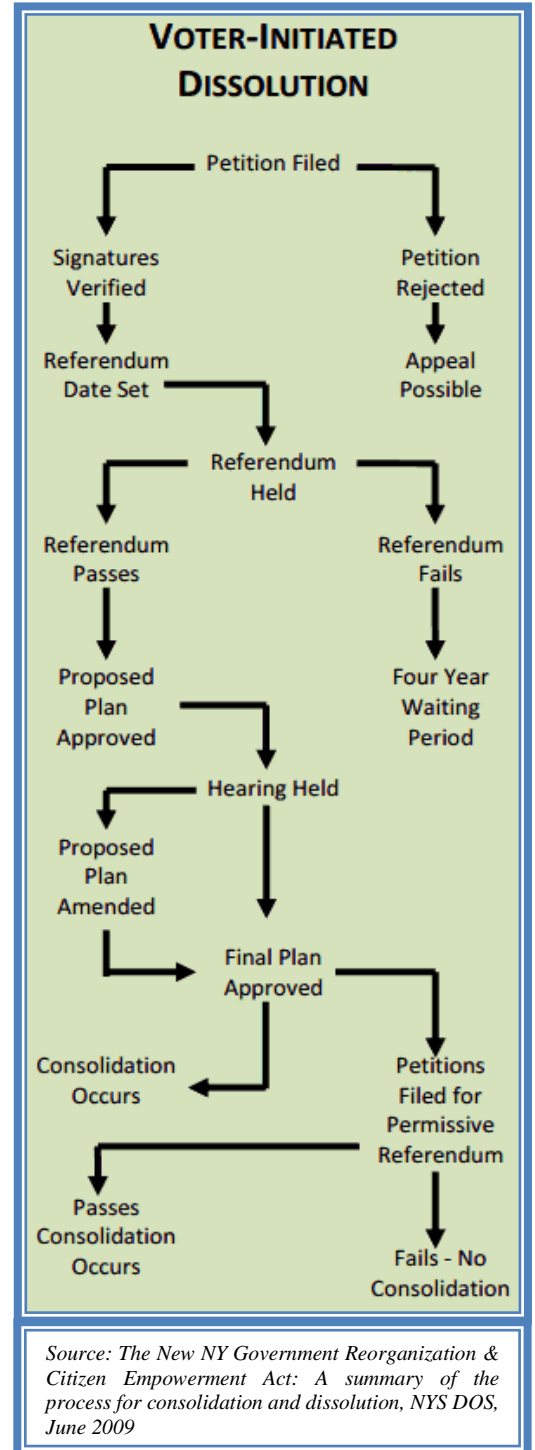 VOTER-INITIATED
DISSOLUTION
Petition Filed
Signatures
Verified
Petition
Rejected
Referendum
Date Set
Appeal
Possible
Referendum
Held
Referendum
Passes
Referendum
Fails
Proposed
Plan
Approved
Four Year
Waiting
Period
Hearing Held
Proposed
Plan
Amended
Final Plan
Approved
Consolidation
Occurs
Petitions
Filed for
Permissive
Referendum
Passes
Consolidation
Occurs
Fails - No
Consolidation
Source: The New NY Government Reorganization &
Citizen Empowerment Act: A summary of the
process for consolidation and dissolution, NYS DOS,
June 2009